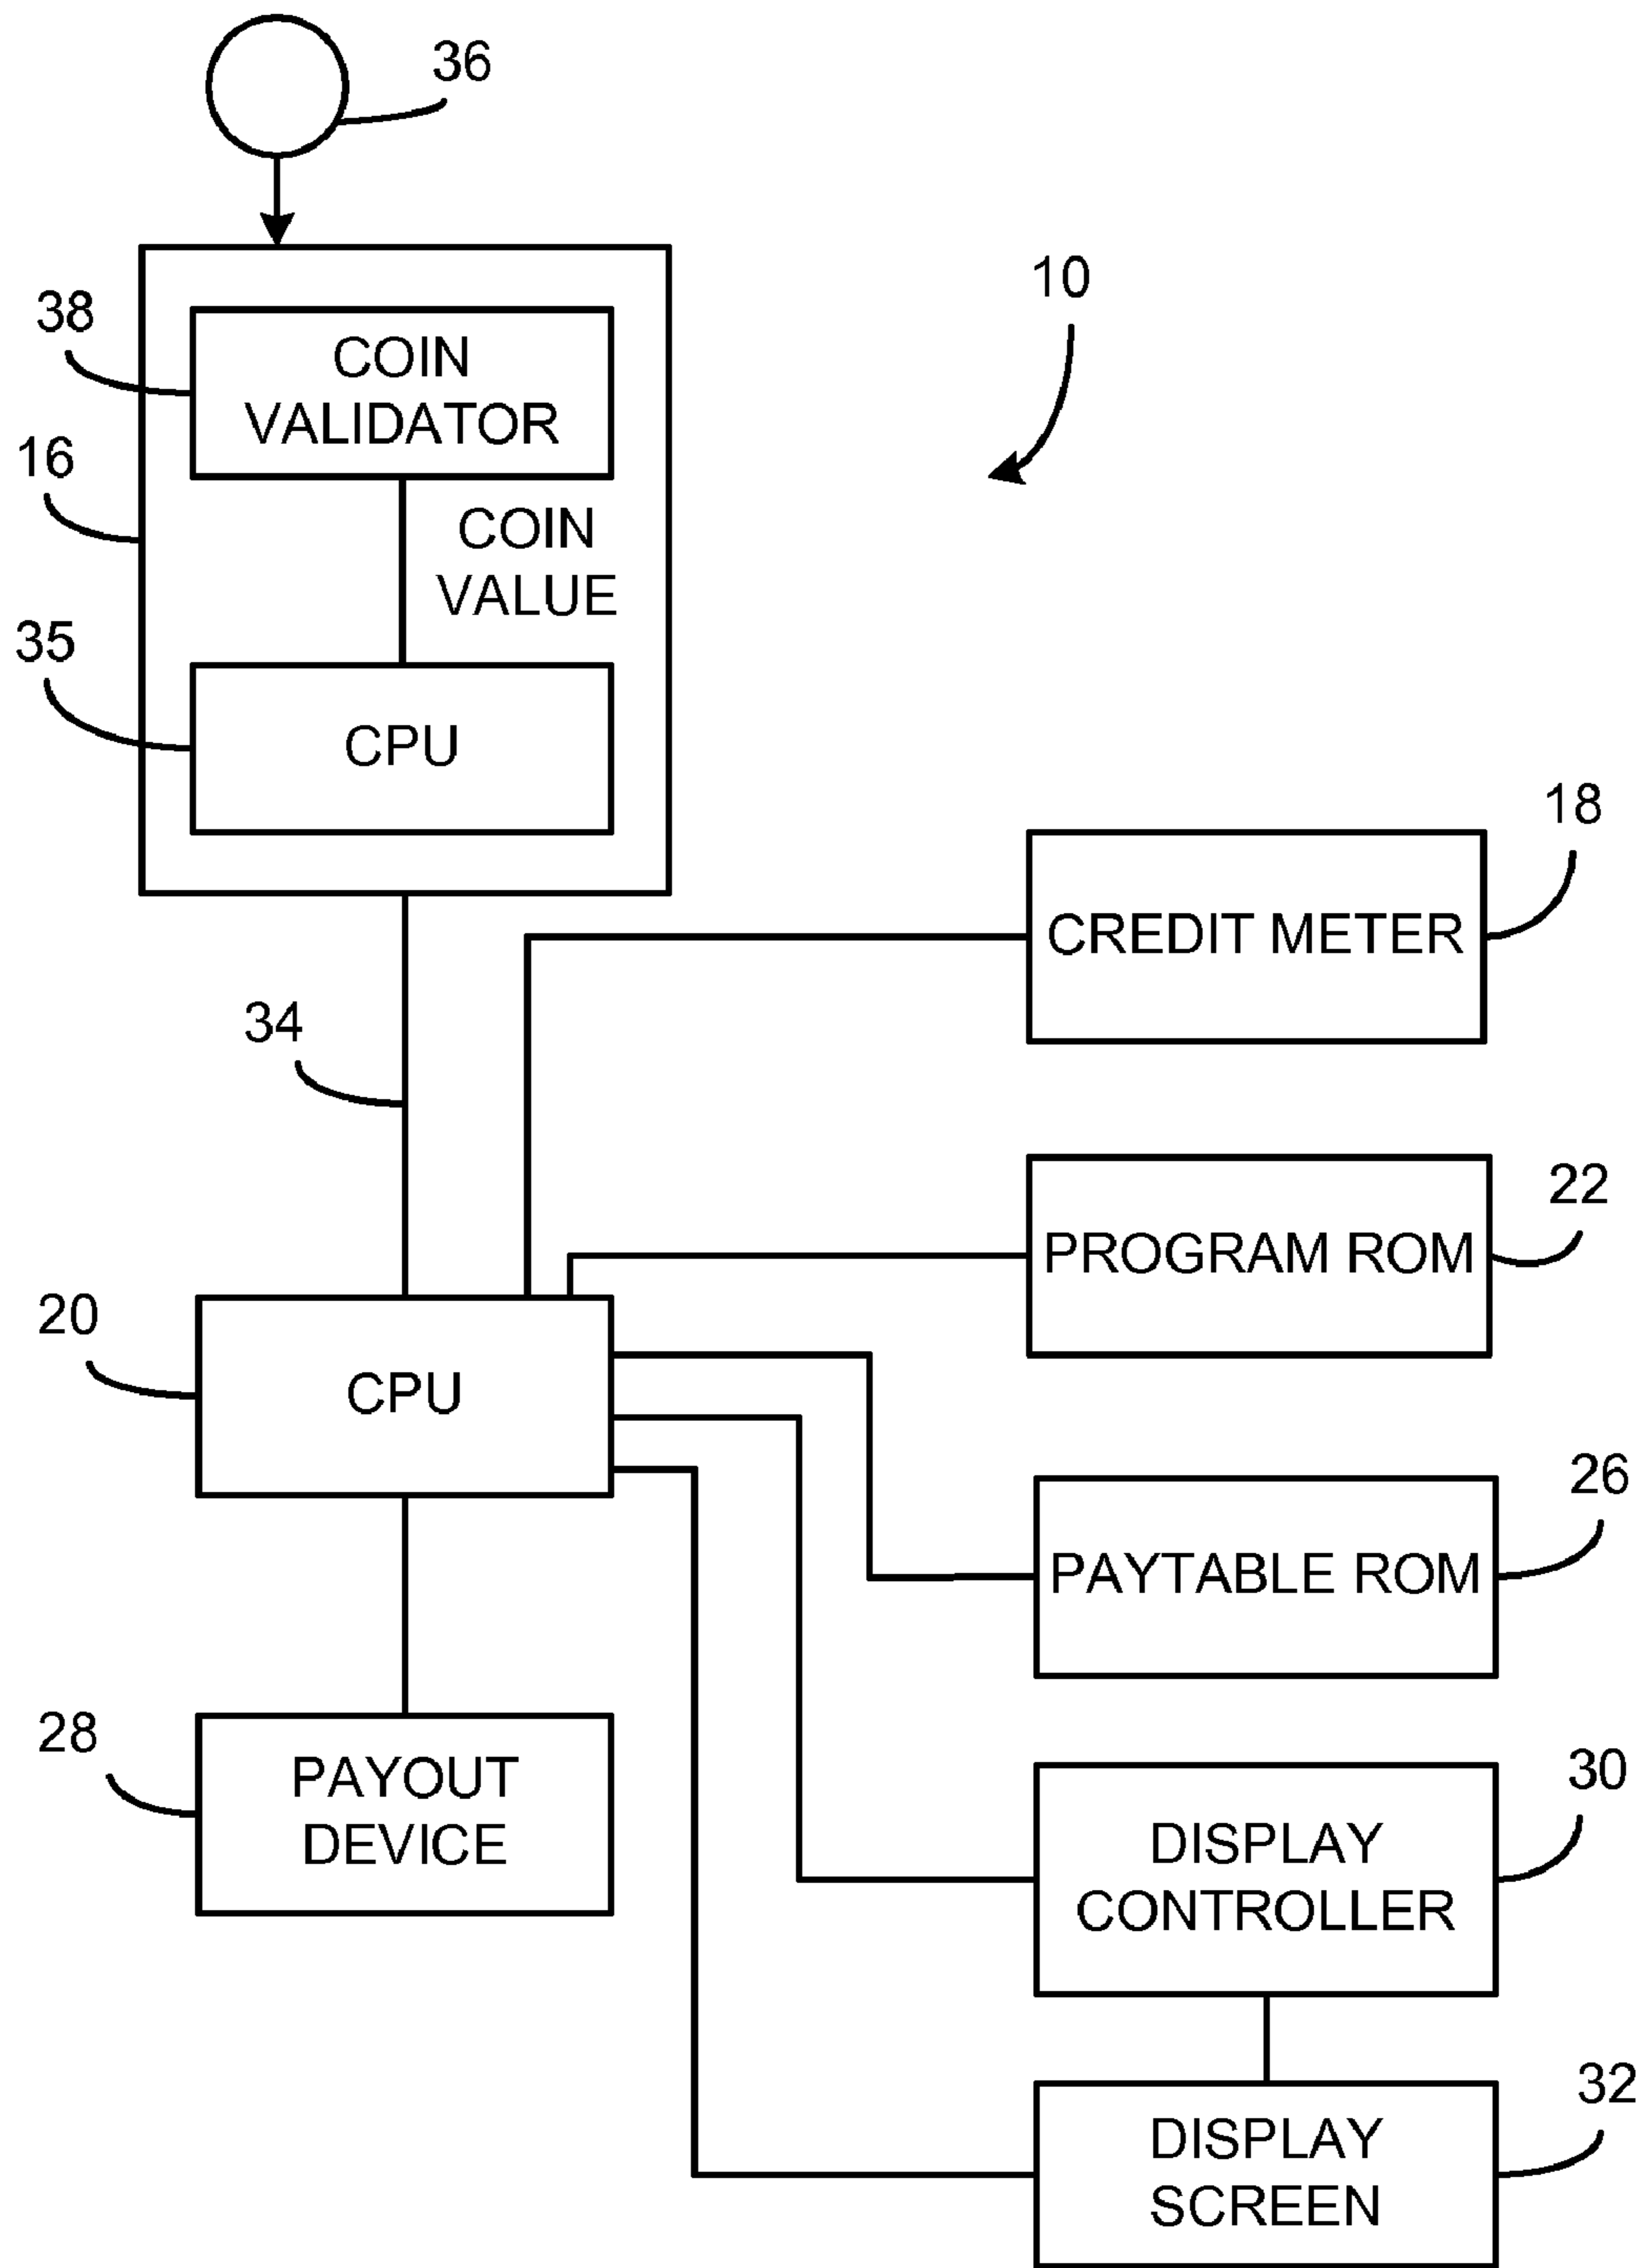 36
10
38
COIN
VALIDATOR
16
COIN
VALUE
35
CPU
18
CREDIT METER
34
22
PROGRAM ROM
20
CPU
26
PAYTABLE ROM
28
PAYOUT
DEVICE
30
DISPLAY
CONTROLLER
32
DISPLAY
SCREEN